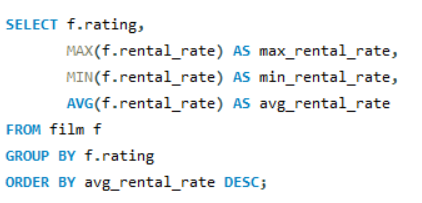 SELECT f.rating,
       MAX(f.rental_rate) AS max_rental_rate,
       MIN(f.rental_rate) AS min_rental_rate,
       AVG(f.rental_rate) AS avg_rental_rate
FROM film f
GROUP BY f.rating
ORDER BY avg_rental_rate DESC;